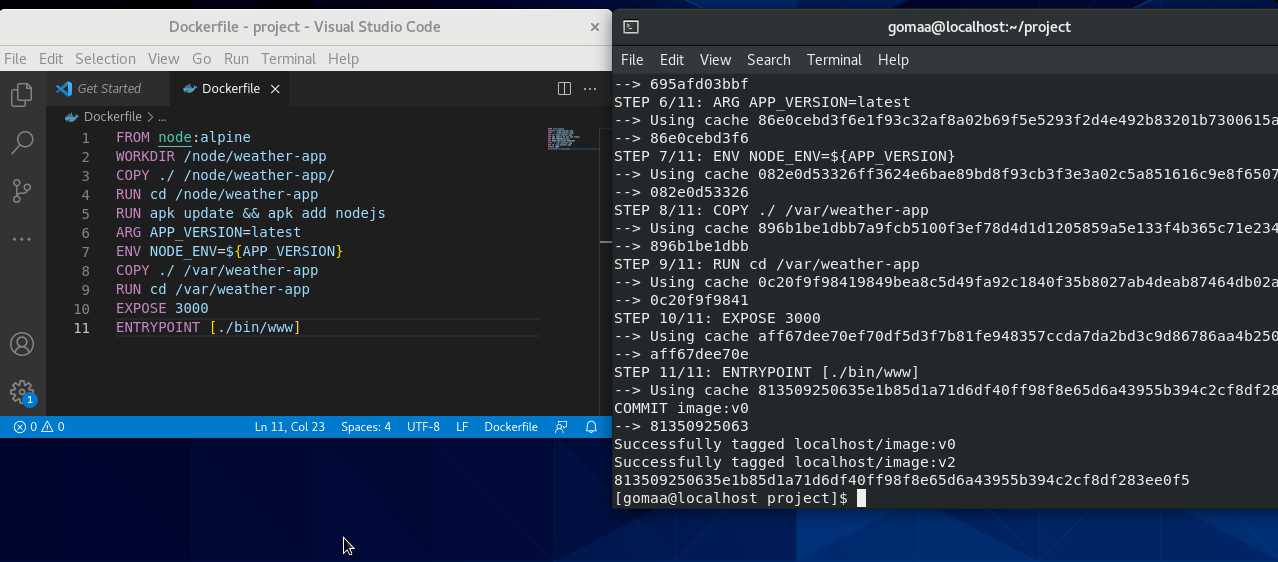 Dockerfile - project - Visual Studio Code
File Edit Selection View Go Run Terminal Help
Get Started Dockerfile
Dockerfile > ...
1 FROM node:alpine
2 WORKDIR /node/weather-app
3 COPY ./ /node/weather-app/
4 RUN cd /node/weather-app/
5 RUN apk update && apk add nodejs
6 ARG APP_VERSION=latest
7 ENV NODE_ENV=${APP_VERSION}
8 COPY ./ /var/weather-app
9 RUN cd /var/weather-app
10 EXPOSE 3000
11 ENTRYPOINT [./bin/www]
1
0 0 Ln 11, Col 23 Spaces: 4 UTF-8 LF Dockerfile
gomaa@localhost:~/project
File Edit View Search Terminal Help
--> 695afd03bbf
STEP 6/11: ARG APP_VERSION=latest
--> Using cache 86e0cebd3f6e1f93c32af8a02b69f5e5293f2d4e492b83201b7300615a
--> 86e0cebd3f6
STEP 7/11: ENV NODE_ENV=${APP_VERSION}
--> Using cache 082e0d53326ff3624e6bae89bd8f93cb3f3e3a02c5a851616c9e8f6507
--> 082e0d53326
STEP 8/11: COPY ./ /var/weather-app
--> Using cache 896b1be1dbb7a9fcb5100f3ef78d4d1d1205859a5e133f4b365c71e234
--> 896b1be1dbb
STEP 9/11: RUN cd /var/weather-app
--> Using cache 0c20f9f98419849bea8c5d49fa92c1840f35b8027ab4deab87464db02a
--> 0c20f9f9841
STEP 10/11: EXPOSE 3000
--> Using cache aff67dee70ef70df5d3f7b81fe948357ccda7da2bd3c9d86786aa4b250
--> aff67dee70e
STEP 11/11: ENTRYPOINT [./bin/www]
--> Using cache 813509250635e1b85d1a71d6df40ff98f8e65d6a43955b394c2cf8df28
COMMIT image:v0
--> 81350925063
Successfully tagged localhost/image:v0
Successfully tagged localhost/image:v2
813509250635e1b85d1a71d6df40ff98f8e65d6a43955b394c2cf8df283ee0f5
[gomaa@localhost project]$